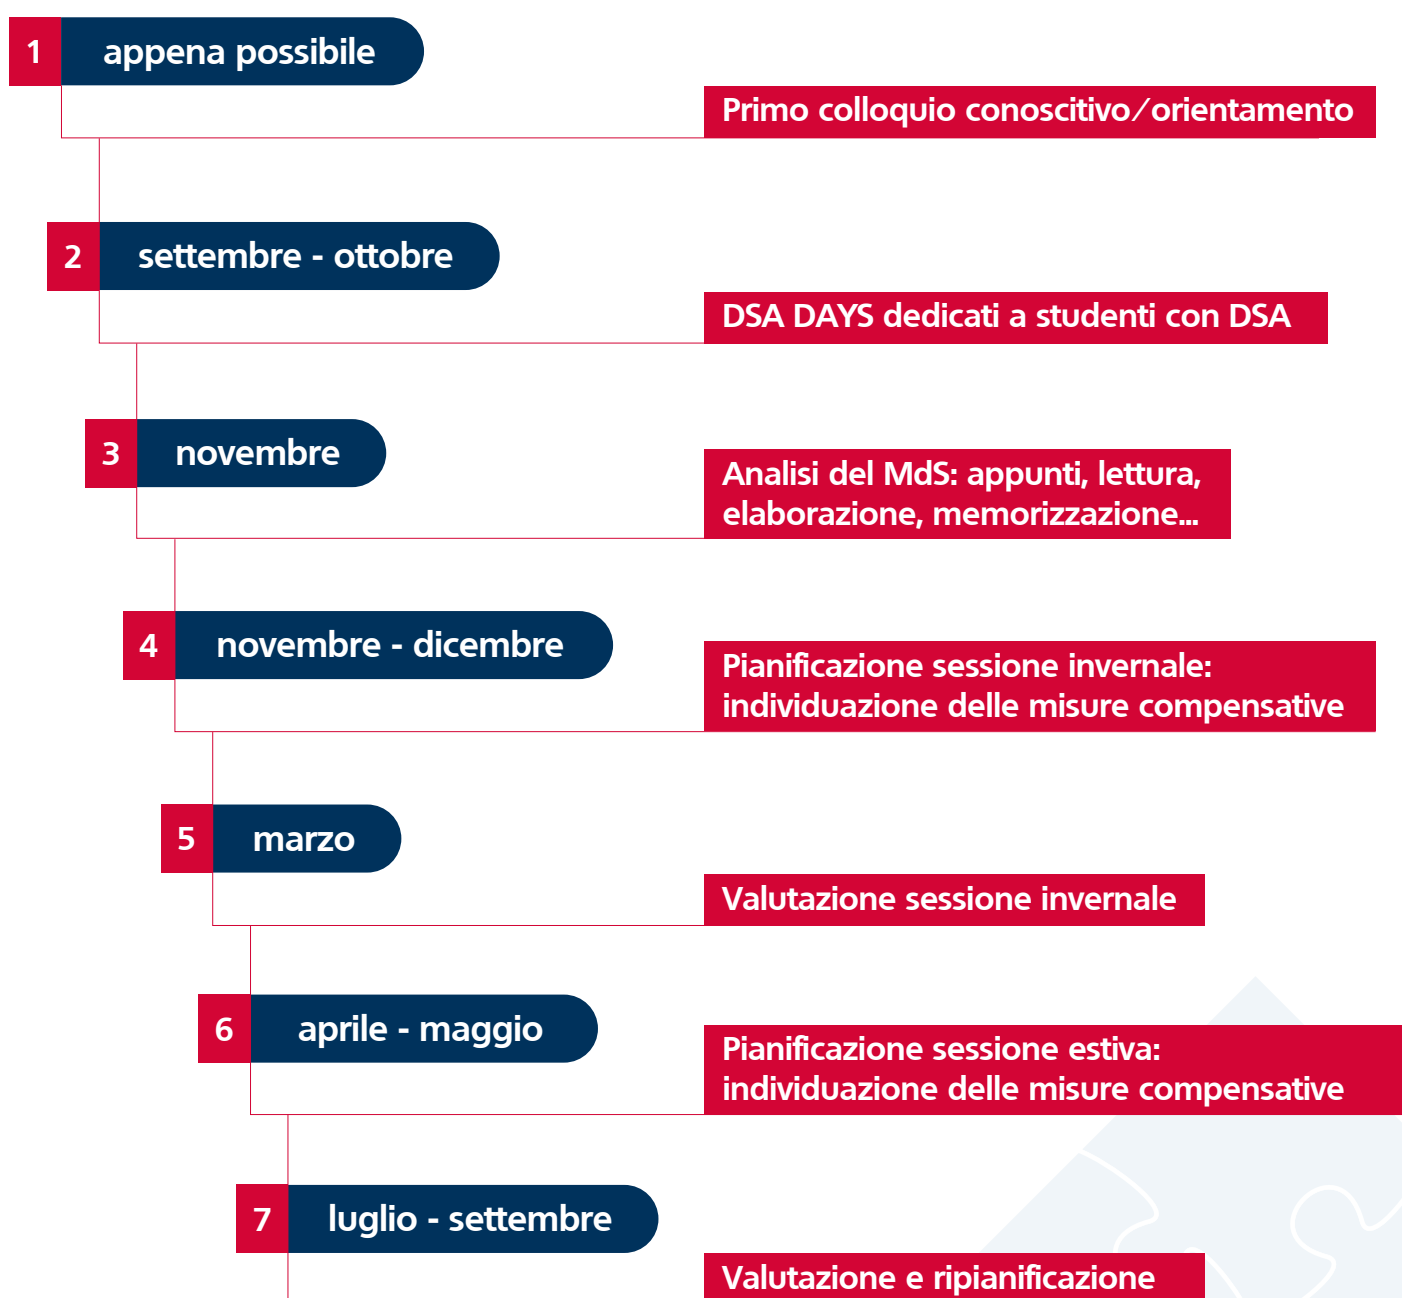 1 appena possibile
Primo colloquio conoscitivo/orientamento
2 settembre - ottobre
DSA DAYS dedicati a studenti con DSA
3 novembre
Analisi del MdS: appunti, lettura,
elaborazione, memorizzazione...
4 novembre - dicembre
Pianificazione sessione invernale:
individuazione delle misure compensative
5 marzo
Valutazione sessione invernale
6 aprile - maggio
Pianificazione sessione estiva:
individuazione delle misure compensative
7 luglio - settembre
Valutazione e ripianificazione